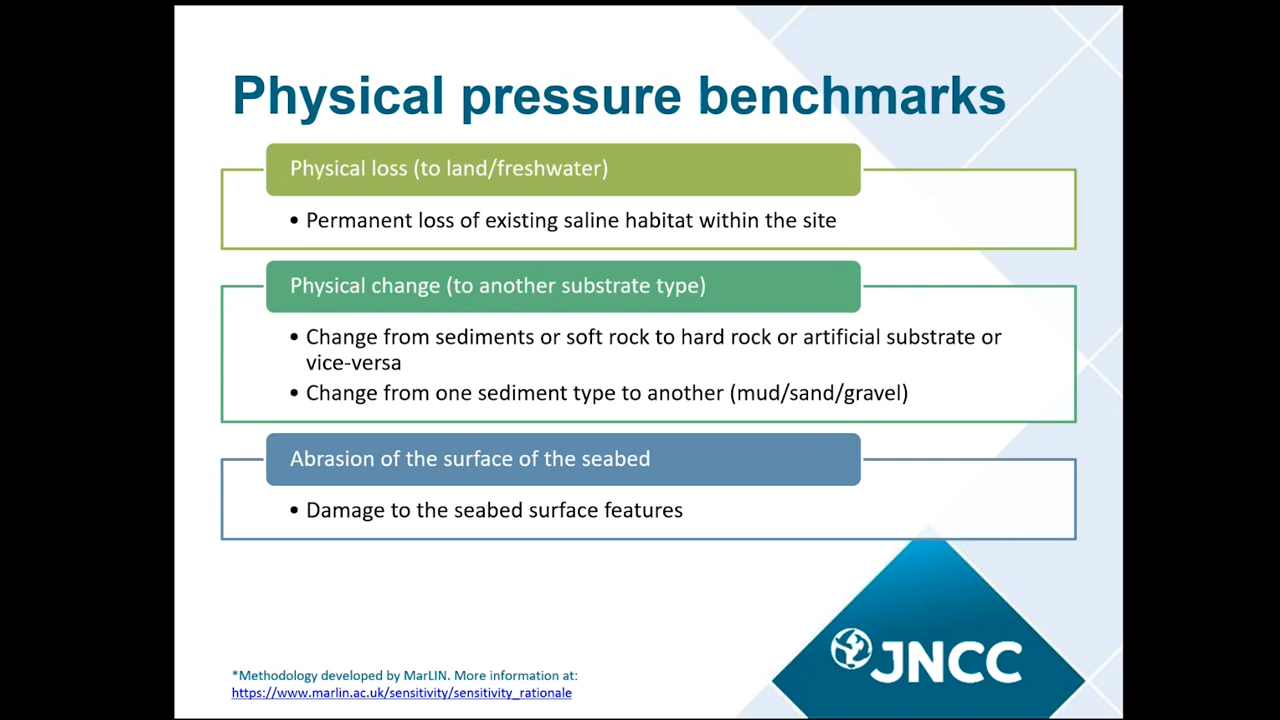 Physical pressure benchmarks
Physical loss (to land/freshwater)
• Permanent loss of existing saline habitat within the site
Physical change (to another substrate type)
• Change from sediments or soft rock to hard rock or artificial substrate or
vice-versa
• Change from one sediment type to another (mud/sand/gravel)
Abrasion of the surface of the seabed
• Damage to the seabed surface features
JNCC
*Methodology developed by MarLIN. More information at:
https://www.marlin.ac.uk/sensitivity/sensitivity_rationale